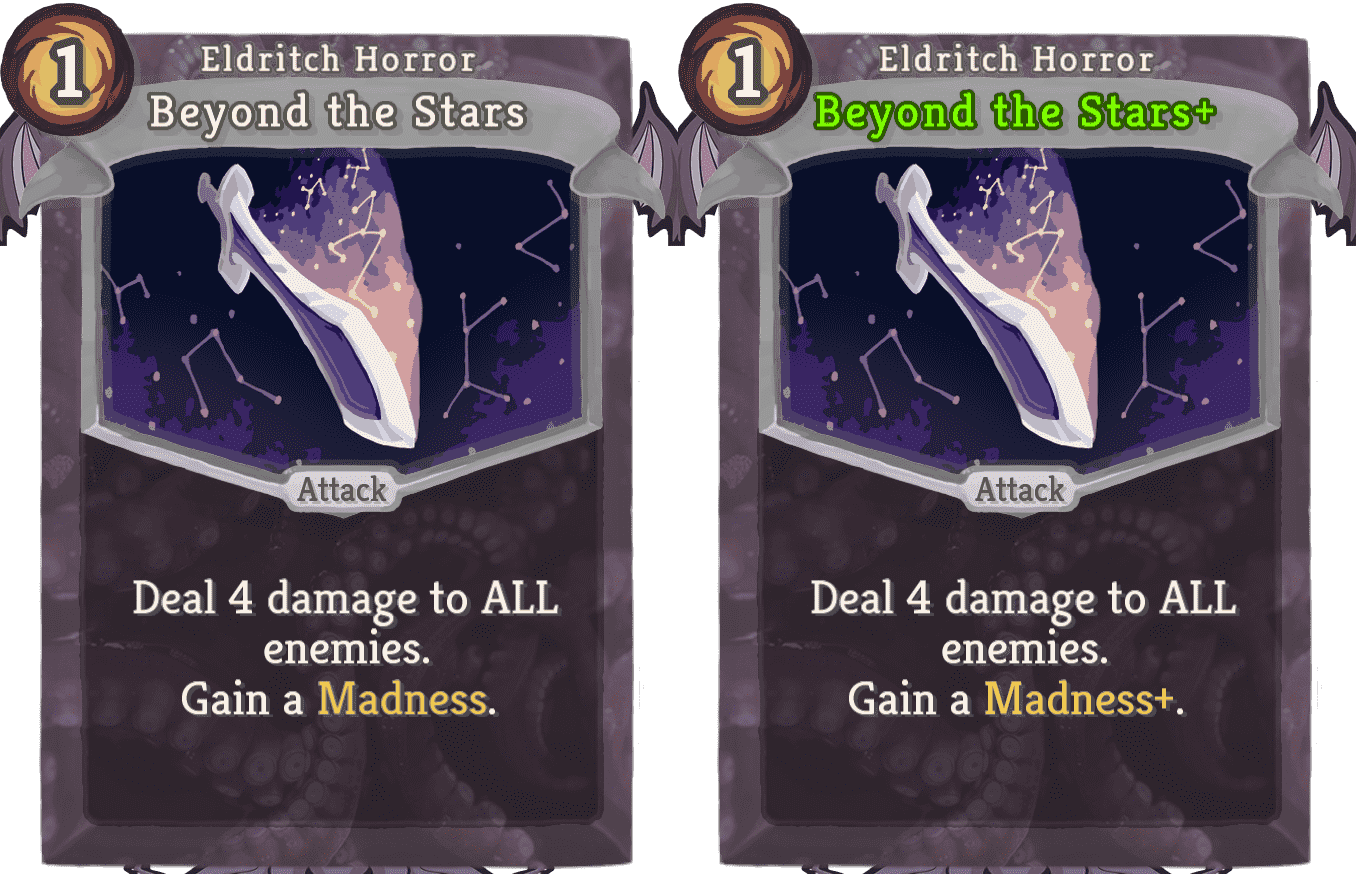 1
Eldritch Horror
Beyond the Stars
Attack
Deal 4 damage to ALL
enemies.
Gain a Madness.
1
Eldritch Horror
Beyond the Stars+
Attack
Deal 4 damage to ALL
enemies.
Gain a Madness+.